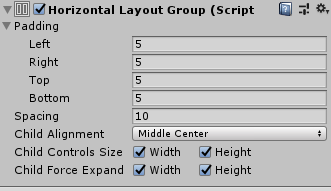 Horizontal Layout Group (Script
Padding
Left 5
Right 5
Top 5
Bottom 5
Spacing 10
Child Alignment Middle Center
Child Controls Size Width Height
Child Force Expand Width Height